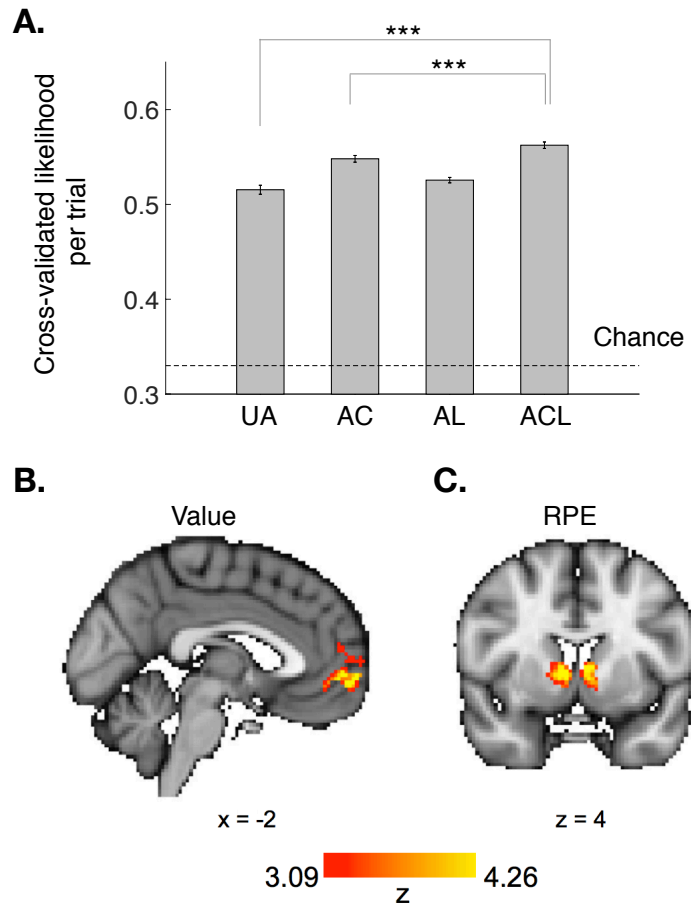 A.
***
***
Cross-validated likelihood
per trial
0.6
0.5
0.4
0.3
Chance
UA AC AL ACL
B. C.
Value RPE
x = -2 z = 4
3.09 4.26
z